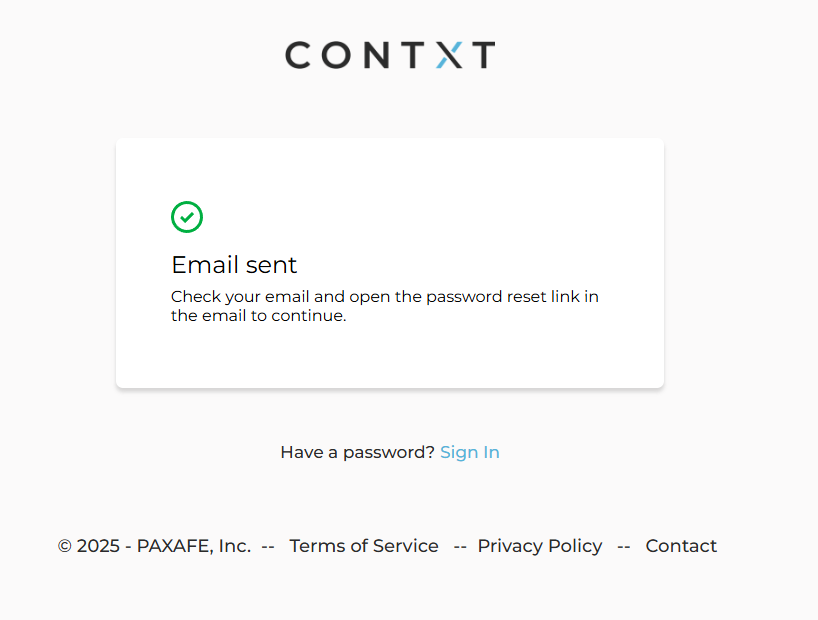 CONTXT
Email sent
Check your email and open the password reset link in
the email to continue.
Have a password? Sign In
© 2025 - PAXAFE, Inc. -- Terms of Service -- Privacy Policy -- Contact